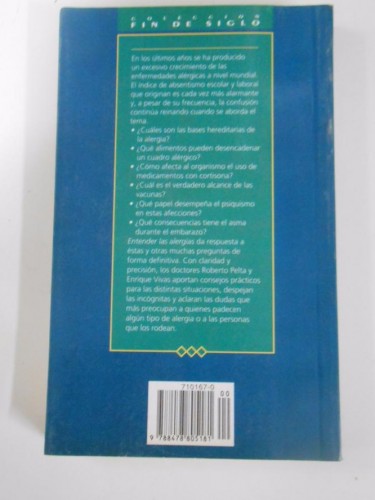 COLECCION
FIN DE SIGLO
En los últimos años se ha producido
un excesivo crecimiento de las
enfermedades alérgicas a nivel mundial.
El índice de absentismo escolar y laboral
que originan es cada vez más alarmante
y, a pesar de su frecuencia, la confusión
continúa reinando cuando se aborda el
tema.
• ¿Cuáles son las bases hereditarias de
la alergia?
• ¿Qué alimentos pueden desencadenar
un cuadro alérgico?
• ¿Cómo afecta al organismo el uso de
medicamentos con cortisona?
• ¿Cuál es el verdadero alcance de las
vacunas?
• ¿Qué papel desempeña el psiquismo
en estas afecciones?
• ¿Qué consecuencias tiene el asma
durante el embarazo?
Entender las alergias da respuesta a
éstas y otras muchas preguntas de
forma definitiva. Con claridad y
precisión, los doctores Roberto Pelta y
Enrique Vivas aportan consejos prácticos
para las distintas situaciones, despejan
las incógnitas y aclaran las dudas que
más preocupan a quienes padecen
algún tipo de alergia o a las personas
que los rodean.
710167-0
00
9 788478 805181